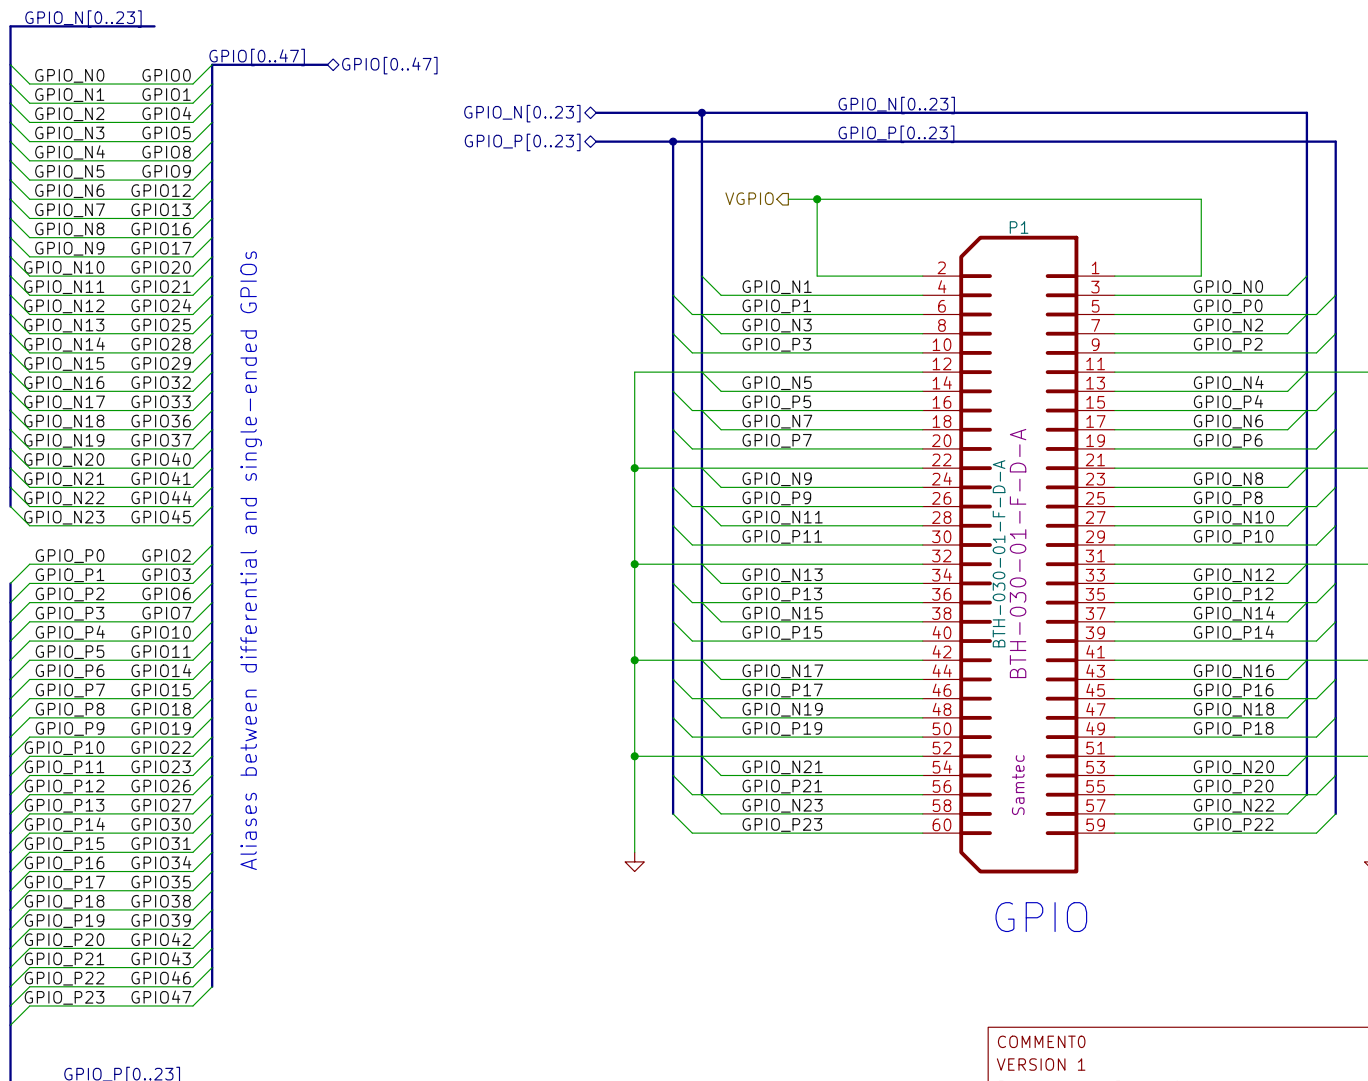 GPIO_N[0..23]
GPIO[0..47]
GPIO[0..47]
GPIO_N0 GPIO0
GPIO_N1 GPIO1
GPIO_N2 GPIO4
GPIO_N3 GPIO5
GPIO_N4 GPIO8
GPIO_N5 GPIO9
GPIO_N6 GPIO12
GPIO_N7 GPIO13
GPIO_N8 GPIO16
GPIO_N9 GPIO17
GPIO_N10 GPIO20
GPIO_N11 GPIO21
GPIO_N12 GPIO24
GPIO_N13 GPIO25
GPIO_N14 GPIO28
GPIO_N15 GPIO29
GPIO_N16 GPIO32
GPIO_N17 GPIO33
GPIO_N18 GPIO36
GPIO_N19 GPIO37
GPIO_N20 GPIO40
GPIO_N21 GPIO41
GPIO_N22 GPIO44
GPIO_N23 GPIO45
GPIO_P0 GPIO2
GPIO_P1 GPIO3
GPIO_P2 GPIO6
GPIO_P3 GPIO7
GPIO_P4 GPIO10
GPIO_P5 GPIO11
GPIO_P6 GPIO14
GPIO_P7 GPIO15
GPIO_P8 GPIO18
GPIO_P9 GPIO19
GPIO_P10 GPIO22
GPIO_P11 GPIO23
GPIO_P12 GPIO26
GPIO_P13 GPIO27
GPIO_P14 GPIO30
GPIO_P15 GPIO31
GPIO_P16 GPIO34
GPIO_P17 GPIO35
GPIO_P18 GPIO38
GPIO_P19 GPIO39
GPIO_P20 GPIO42
GPIO_P21 GPIO43
GPIO_P22 GPIO46
GPIO_P23 GPIO47
GPIO_P[0..23]
Aliases between differential and single-ended GPIOs
GPIO_N[0..23] GPIO_N[0..23]
GPIO_P[0..23] GPIO_P[0..23]
VGPIO
P1
2 1
GPIO_N1 4 3 GPIO_N0
GPIO_P1 6 5 GPIO_P0
GPIO_N3 8 7 GPIO_N2
GPIO_P3 10 9 GPIO_P2
12 11
GPIO_N5 14 13 GPIO_N4
GPIO_P5 16 15 GPIO_P4
GPIO_N7 18 17 GPIO_N6
GPIO_P7 20 19 GPIO_P6
22 21
GPIO_N9 24 23 GPIO_N8
GPIO_P9 26 25 GPIO_P8
GPIO_N11 28 27 GPIO_N10
GPIO_P11 30 29 GPIO_P10
32 31
GPIO_N13 34 33 GPIO_N12
GPIO_P13 36 35 GPIO_P12
GPIO_N15 38 37 GPIO_N14
GPIO_P15 40 39 GPIO_P14
42 41
GPIO_N17 44 43 GPIO_N16
GPIO_P17 46 45 GPIO_P16
GPIO_N19 48 47 GPIO_N18
GPIO_P19 50 49 GPIO_P18
52 51
GPIO_N21 54 53 GPIO_N20
GPIO_P21 56 55 GPIO_P20
GPIO_N23 58 57 GPIO_N22
GPIO_P23 60 59 GPIO_P22
BTH-030-01-F-D-A
BTH-030-01-F-D-A
Samtec
GPIO
COMMENT0
VERSION 1